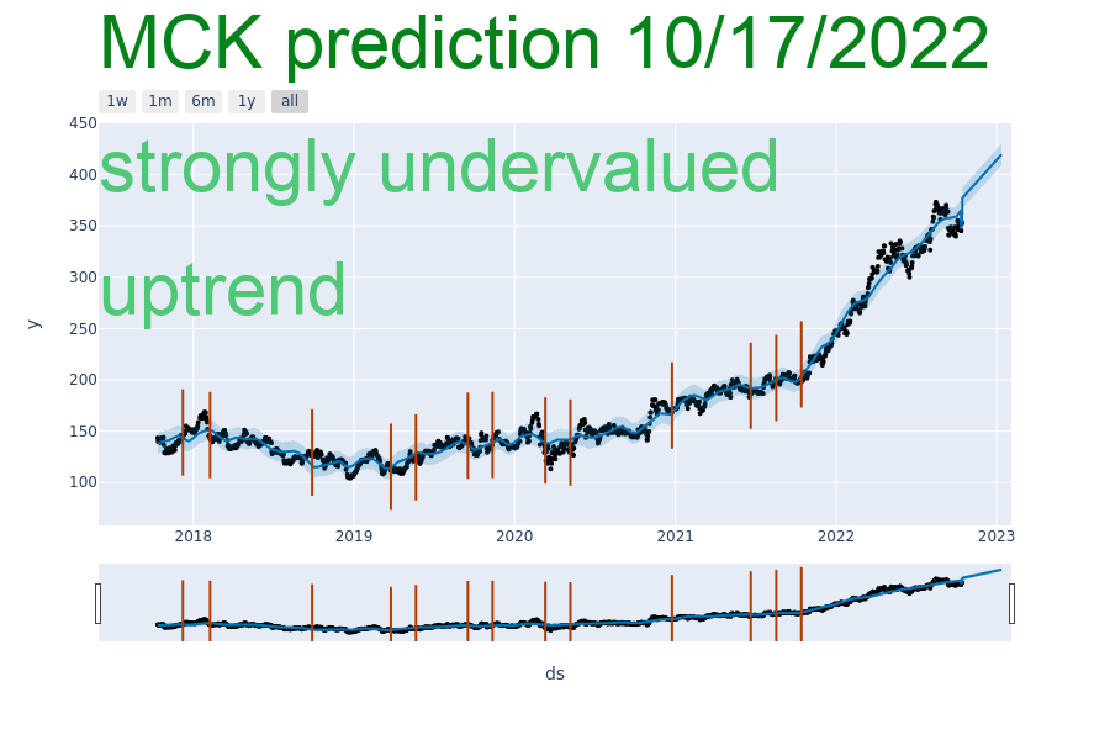 MCK prediction 10/17/2022
1w 1m 6m 1y all
450
strongly undervalued
400
350
300
uptrend
250
y
200
150
100
2018 2019 2020 2021 2022 2023
ds